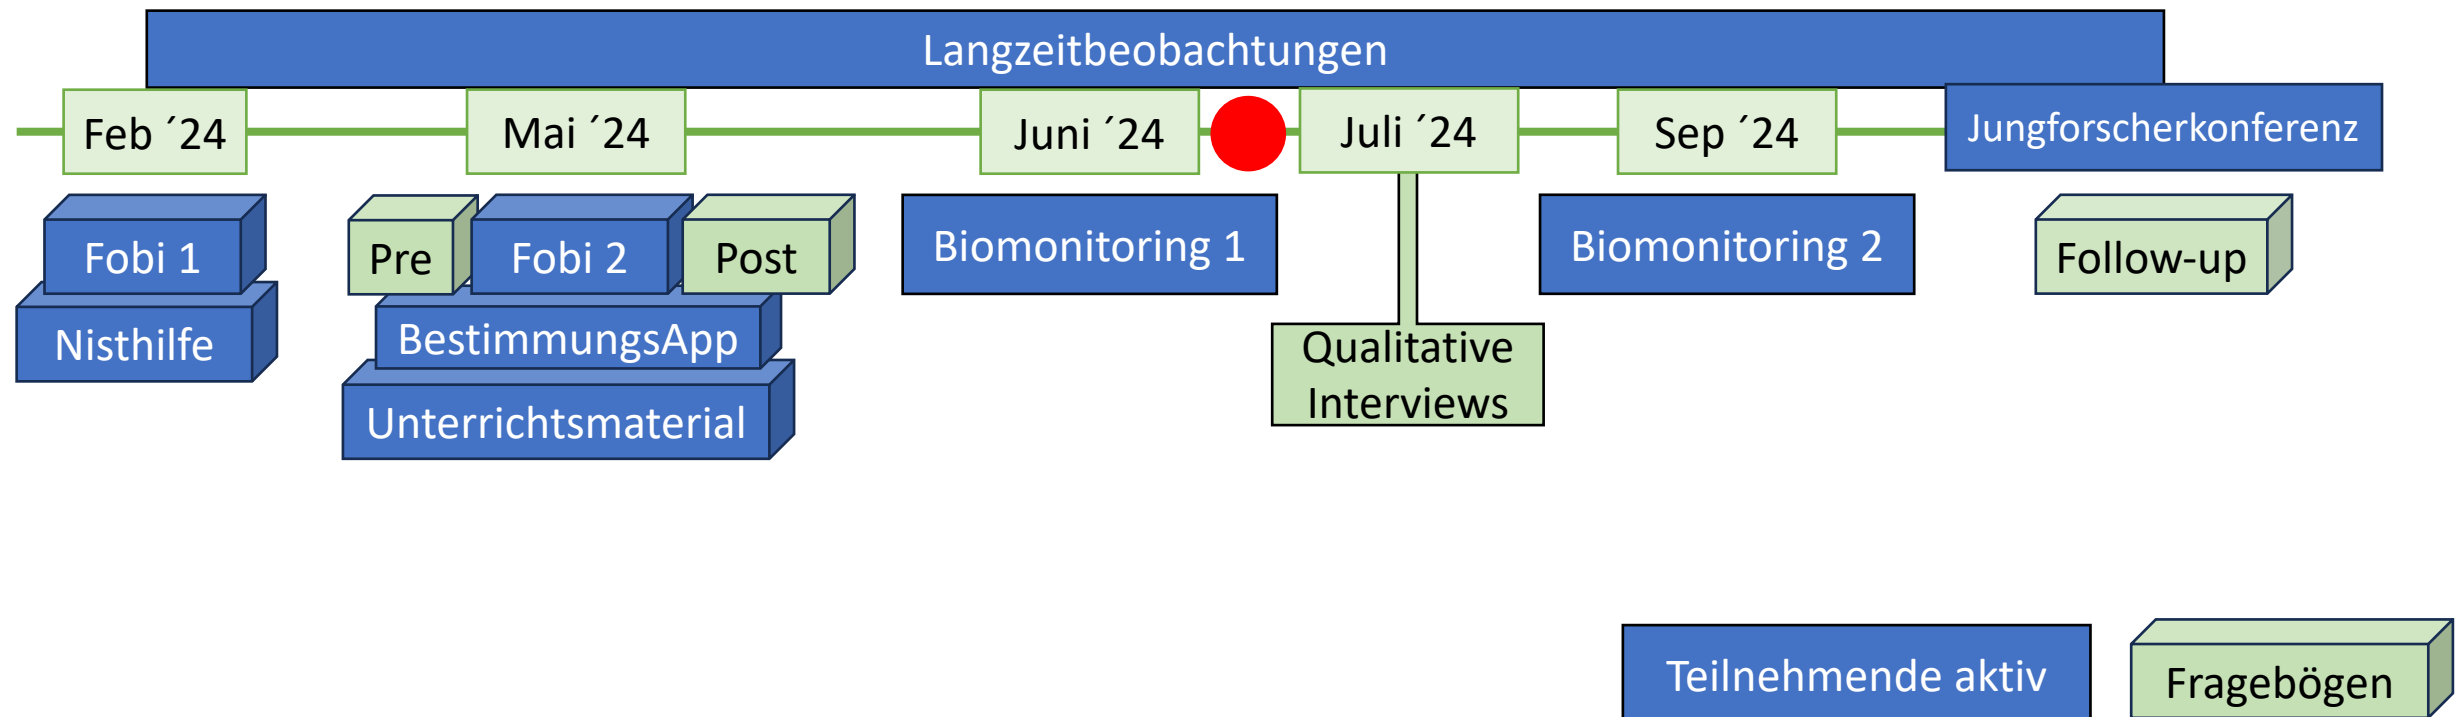 Langzeitbeobachtungen
Feb ´24
Mai ´24
Juni ´24
Juli ´24
Sep ´24
Jungforscherkonferenz
Fobi 1
Pre
Fobi 2
Post
Biomonitoring 1
Biomonitoring 2
Follow-up
Nisthilfe
BestimmungsApp
Qualitative
Interviews
Unterrichtsmaterial
Teilnehmende aktiv
Fragebögen